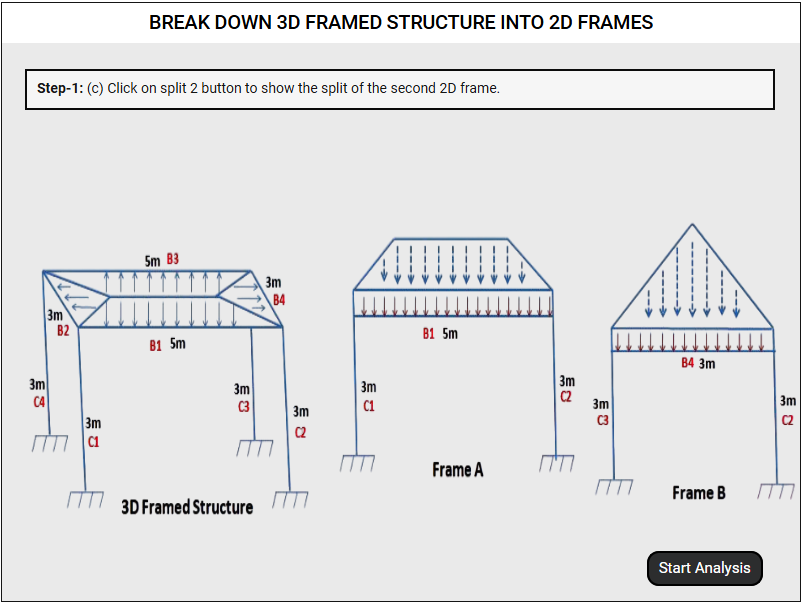 BREAK DOWN 3D FRAMED STRUCTURE INTO 2D FRAMES
Step-1: (c) Click on split 2 button to show the split of the second 2D frame.
5m B3
3m
B4
3m
B2
B1 5m
3m
C4
3m
C1
3m
C3
3m
C2
3D Framed Structure
B1 5m
3m
C1
3m
C2
Frame A
B4 3m
3m
C3
3m
C2
Frame B
Start Analysis